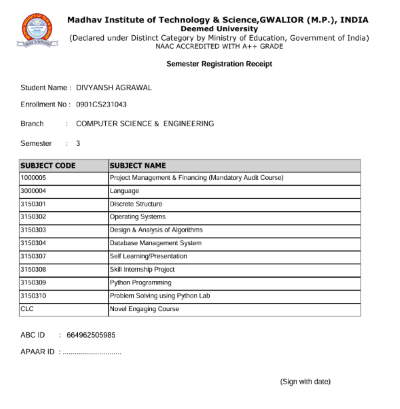 Madhav Institute of Technology & Science,GWALIOR (M.P.), INDIA
Deemed University
(Declared under Distinct Category by Ministry of Education, Government of India)
NAAC ACCREDITED WITH A++ GRADE
Semester Registration Receipt
Student Name : DIVYANSH AGRAWAL
Enrollment No : 0901CS231043
Branch : COMPUTER SCIENCE & ENGINEERING
Semester : 3
SUBJECT CODE SUBJECT NAME
1000005 Project Management & Financing (Mandatory Audit Course)
3000004 Language
3150301 Discrete Structure
3150302 Operating Systems
3150303 Design & Analysis of Algorithms
3150304 Database Management System
3150307 Self Learning/Presentation
3150308 Skill Internship Project
3150309 Python Programming
3150310 Problem Solving using Python Lab
CLC Novel Engaging Course
ABC ID : 664962505985
APAAR ID : .............................
(Sign with date)